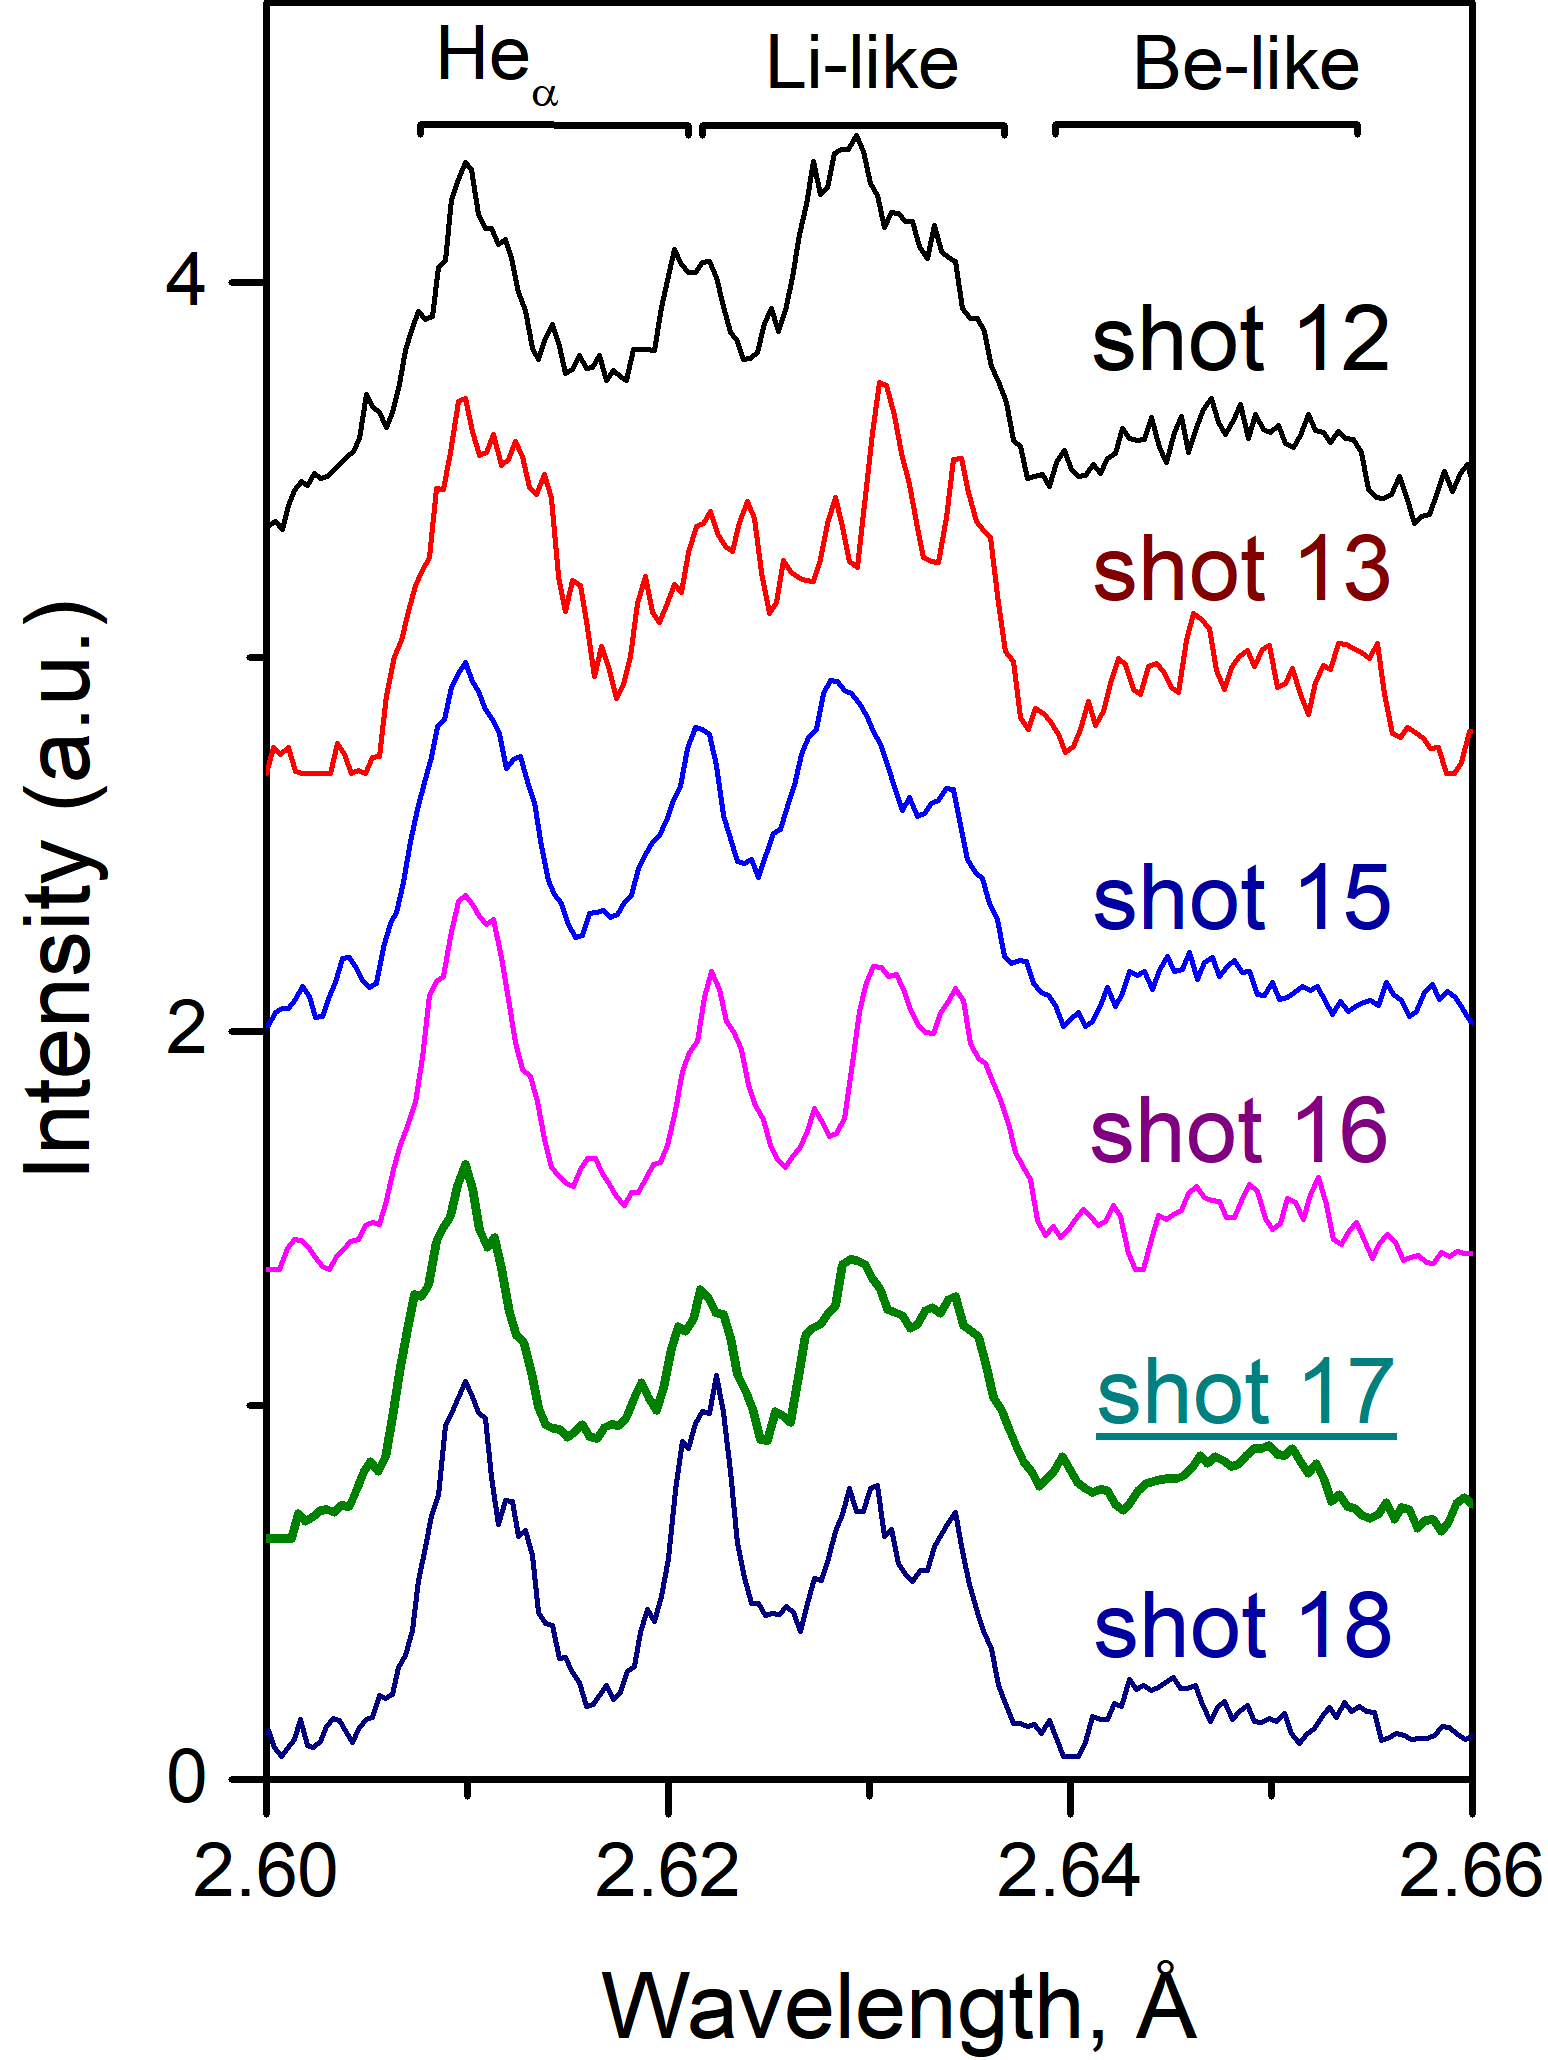 Heα Li-like Be-like
4
shot 12
shot 13
shot 15
2
shot 16
shot 17
shot 18
0
2.60 2.62 2.64 2.66
Wavelength, Å
Intensity (a.u.)